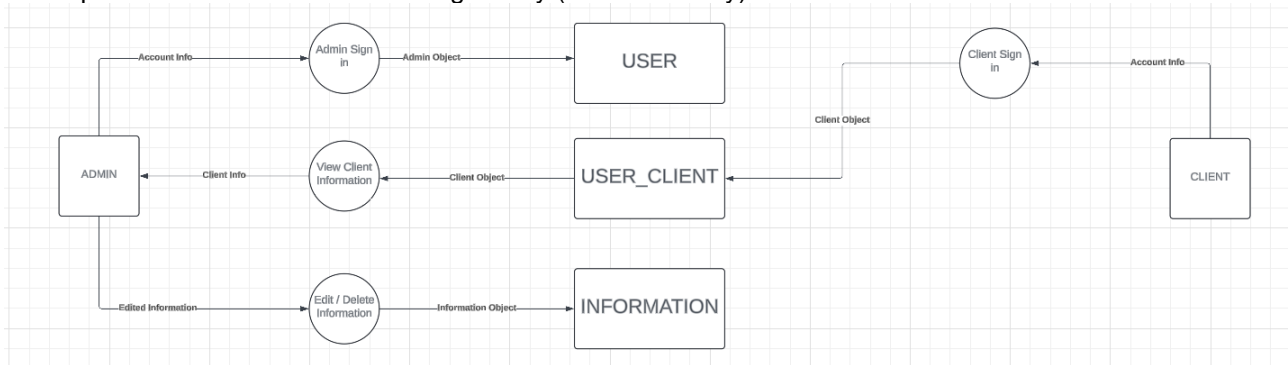 Admin Sign
in
Account Info
Admin Object
USER
Client Sign
in
Account Info
Client Object
ADMIN
Client Info
View Client
Information
Client Object
USER_CLIENT
CLIENT
Edited Information
Edit / Delete
Information
Information Object
INFORMATION